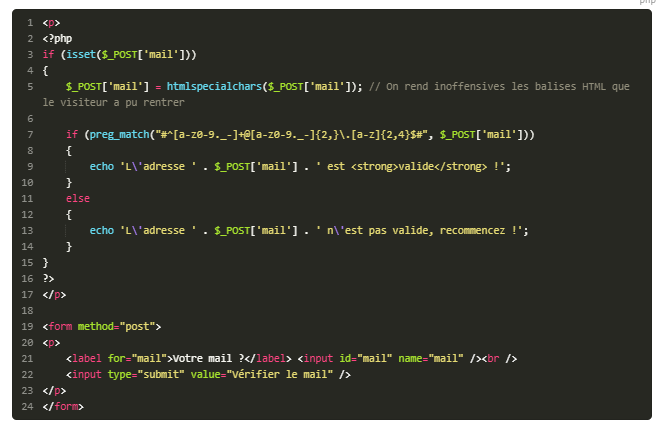 php
1 <p>
2 <?php
3 if (isset($_POST['mail']))
4 {
5     $_POST['mail'] = htmlspecialchars($_POST['mail']); // On rend inoffensives les balises HTML que
le visiteur a pu rentrer
6
7     if (preg_match("#^[a-z0-9._-]+@[a-z0-9._-]{2,}\.[a-z]{2,4}$#", $_POST['mail']))
8     {
9         echo 'L\'adresse ' . $_POST['mail'] . ' est <strong>valide</strong> !';
10     }
11     else
12     {
13         echo 'L\'adresse ' . $_POST['mail'] . ' n\'est pas valide, recommencez !';
14     }
15 }
16 ?>
17 </p>
18
19 <form method="post">
20 <p>
21     <label for="mail">Votre mail ?</label> <input id="mail" name="mail" /><br />
22     <input type="submit" value="Vérifier le mail" />
23 </p>
24 </form>